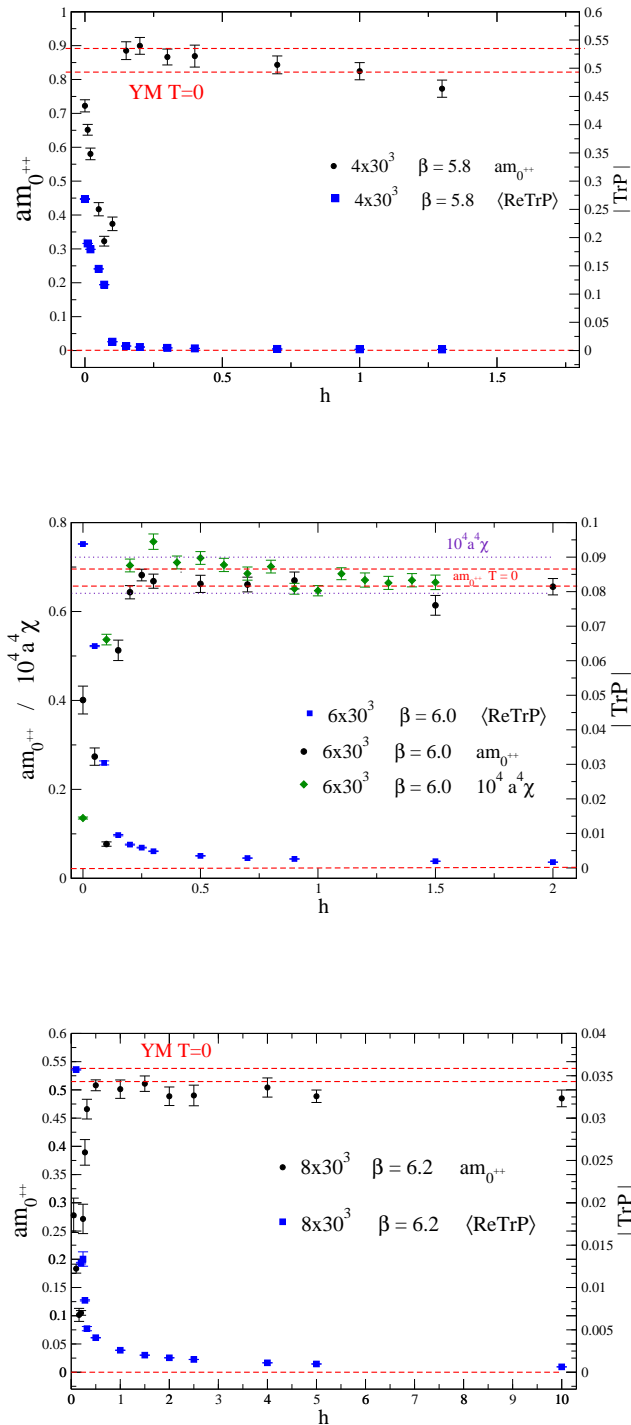 0.9
0.8
0.7
0.6
0.5
0.4
0.3
0.2
0.1
0
am₀⁺⁺
0.6
0.55
0.5
0.45
0.4
0.35
0.3
0.25
0.2
0.15
0.1
0.05
0
|TrP|
YM T=0
4x30³ β = 5.8 am₀⁺⁺
4x30³ β = 5.8 ⟨ReTrP⟩
0 0.5 1 1.5
h
0.8
0.6
0.4
0.2
0
am₀⁺⁺ / 10⁴a⁴χ
0.1
0.09
0.08
0.07
0.06
0.05
0.04
0.03
0.02
0.01
0
|TrP|
10⁴a⁴χ
am₀⁺⁺ T = 0
6x30³ β = 6.0 ⟨ReTrP⟩
6x30³ β = 6.0 am₀⁺⁺
6x30³ β = 6.0 10⁴ a⁴χ
0 0.5 1 1.5 2
h
0.6
0.55
0.5
0.45
0.4
0.35
0.3
0.25
0.2
0.15
0.1
0.05
0
am₀⁺⁺
0.04
0.03
0.02
0.01
0.005
0
|TrP|
YM T=0
8x30³ β = 6.2 am₀⁺⁺
8x30³ β = 6.2 ⟨ReTrP⟩
0 1 2 3 4 5 6 7 8 9 10
h